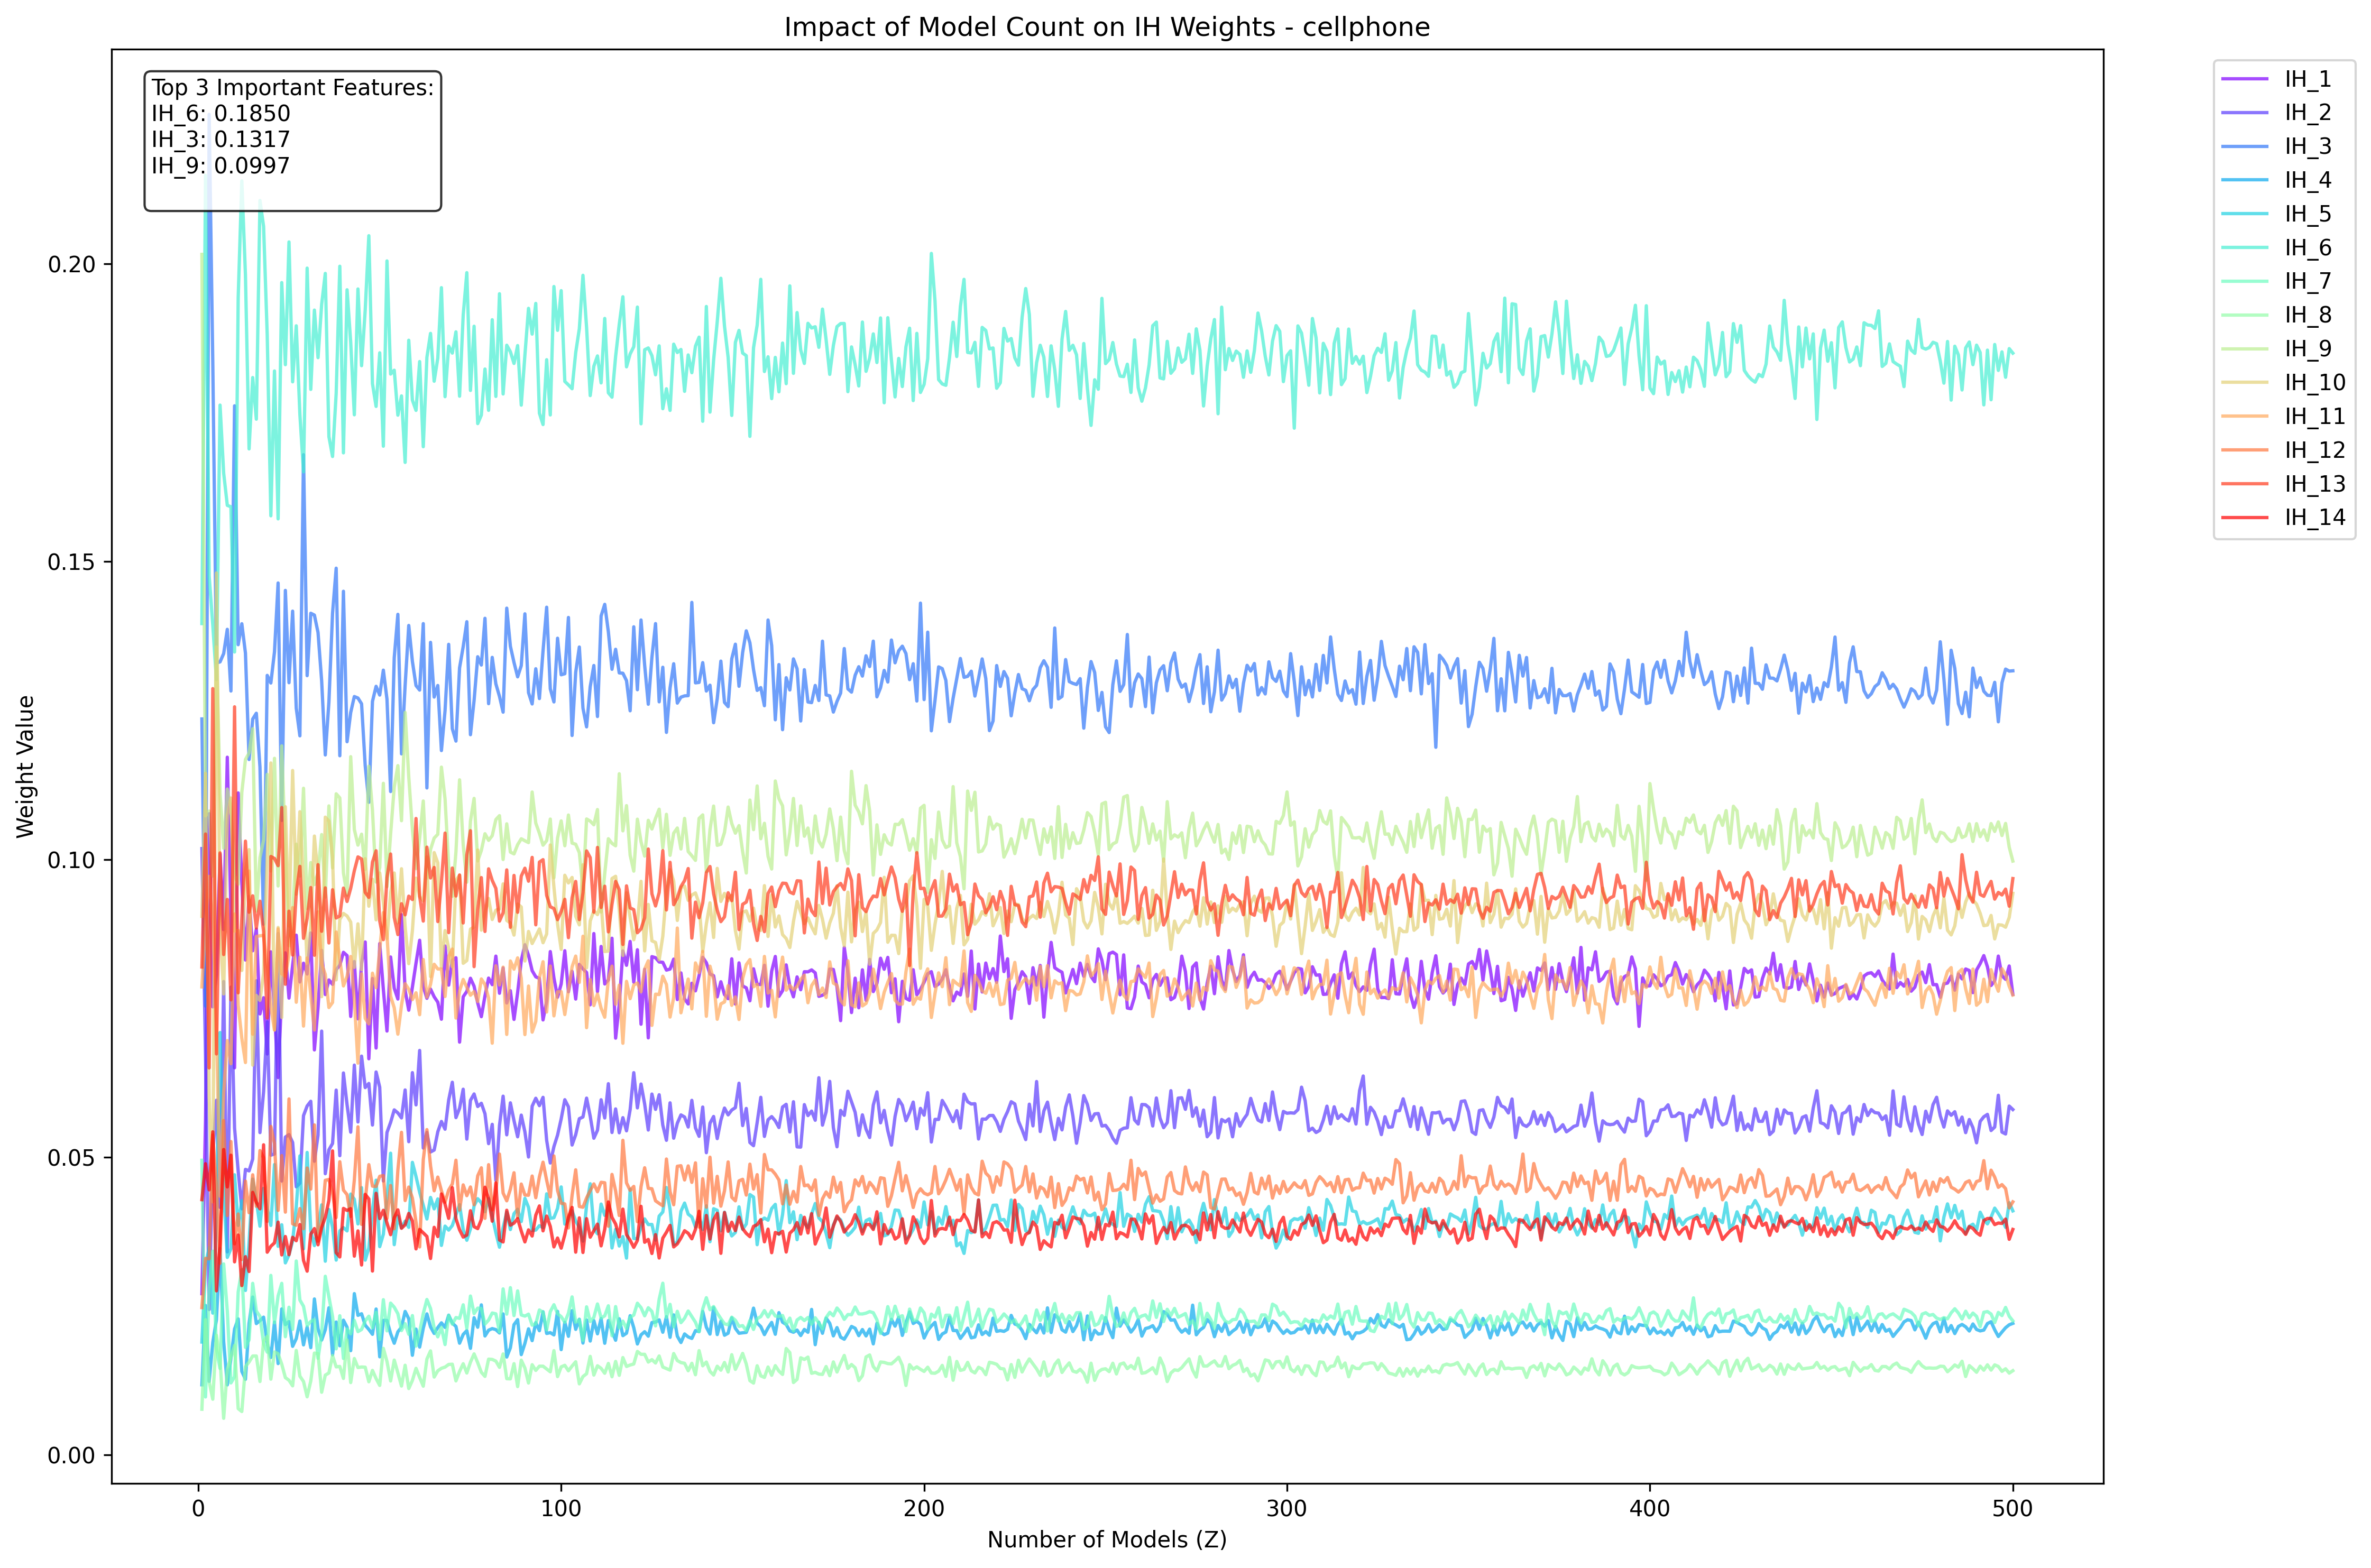 Impact of Model Count on IH Weights - cellphone
Top 3 Important Features:
IH_6: 0.1850
IH_3: 0.1317
IH_9: 0.0997
IH_1
IH_2
IH_3
IH_4
IH_5
IH_6
IH_7
IH_8
IH_9
IH_10
IH_11
IH_12
IH_13
IH_14
Weight Value
0.20
0.15
0.10
0.05
0.00
0
100
200
300
400
500
Number of Models (Z)